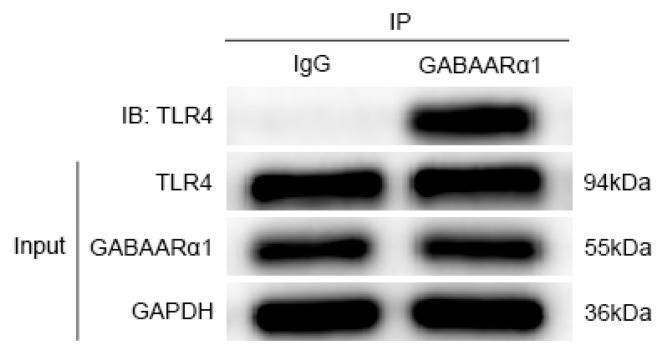 IP
IgG GABAARα1
IB: TLR4
TLR4 94kDa
Input GABAARα1 55kDa
GAPDH 36kDa